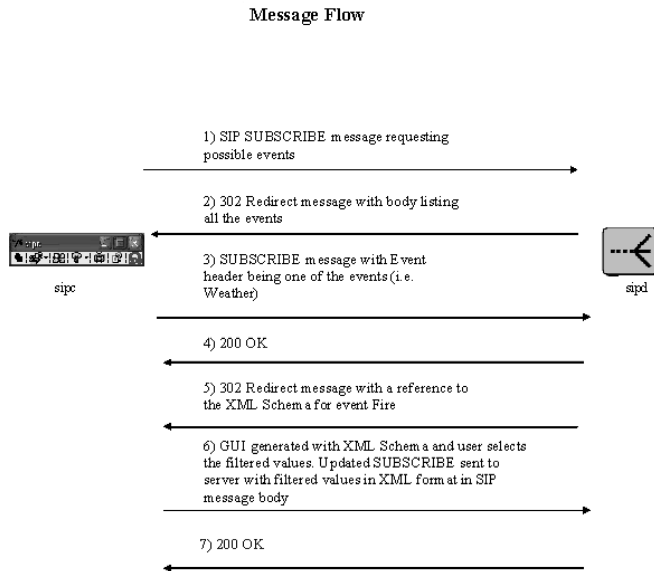 Message Flow
1) SIP SUBSCRIBE message requesting
possible events
2) 302 Redirect message with body listing
all the events
sipc
3) SUBSCRIBE message with Event
header being one of the events (i.e.
Weather)
sipc
sipd
4) 200 OK
5) 302 Redirect message with a reference to
the XML Schema for event Fire
6) GUI generated with XML Schema and user selects
the filtered values. Updated SUBSCRIBE sent to
server with filtered values in XML format in SIP
message body
7) 200 OK